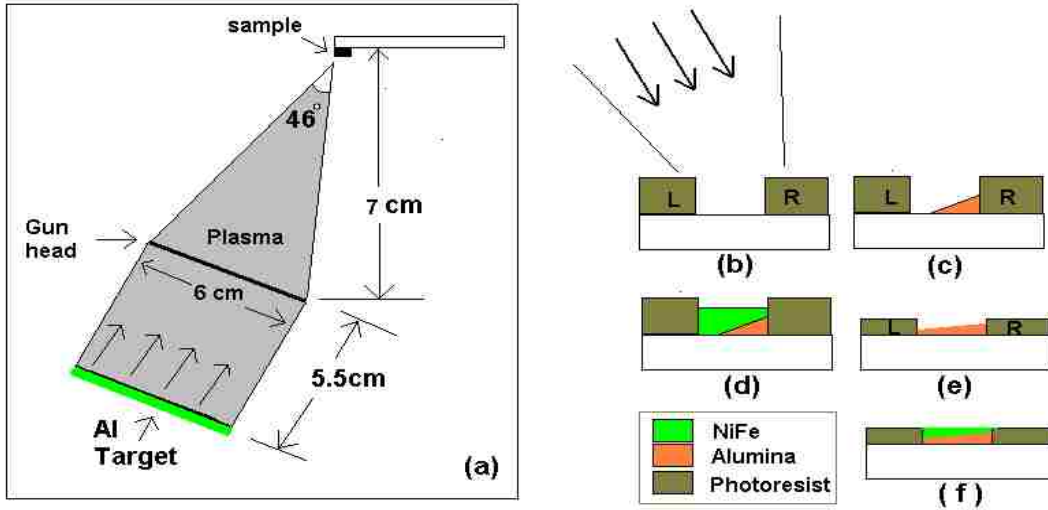 sample
46°
7 cm
Gun
head
Plasma
6 cm
5.5cm
Al
Target
(a)
L
R
(b)
L
R
(c)
(d)
L
R
(e)
NiFe
Alumina
Photoresist
( f )